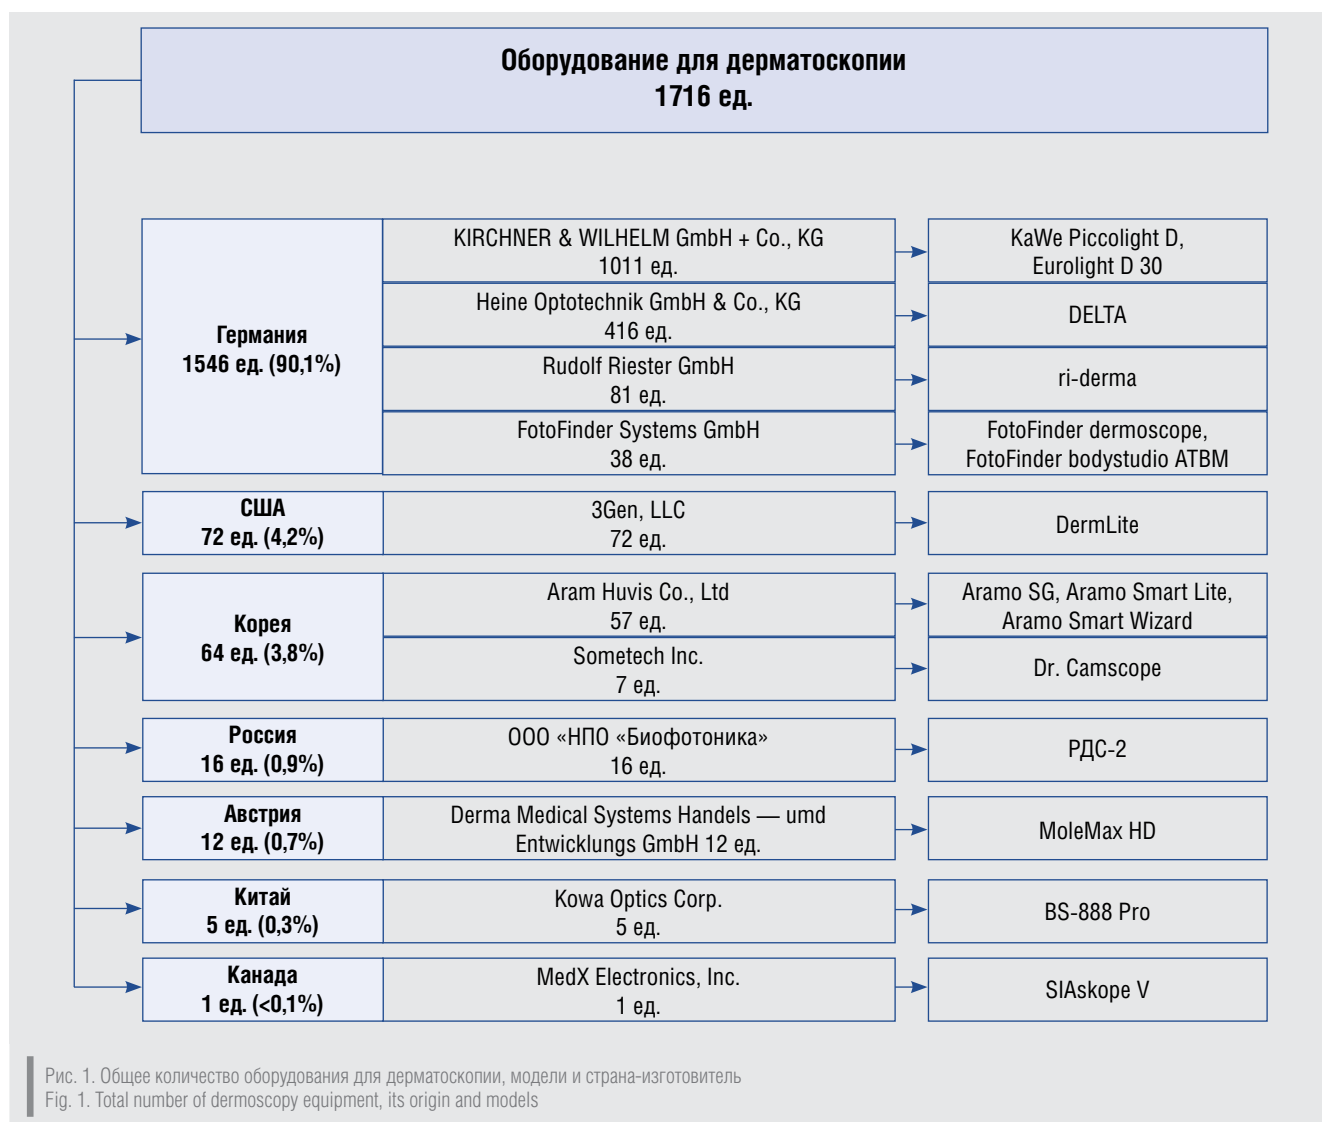 Оборудование для дерматоскопии
1716 ед.
Германия
1546 ед. (90,1%)
KIRCHNER & WILHELM GmbH + Co., KG
1011 ед.
KaWe Piccolight D,
Eurolight D 30
Heine Optotechnik GmbH & Co., KG
416 ед.
DELTA
Rudolf Riester GmbH
81 ед.
ri-derma
FotoFinder Systems GmbH
38 ед.
FotoFinder dermoscope,
FotoFinder bodystudio ATBM
США
72 ед. (4,2%)
3Gen, LLC
72 ед.
DermLite
Корея
64 ед. (3,8%)
Aram Huvis Co., Ltd
57 ед.
Aramo SG, Aramo Smart Lite,
Aramo Smart Wizard
Sometech Inc.
7 ед.
Dr. Camscope
Россия
16 ед. (0,9%)
ООО «НПО «Биофотоника»
16 ед.
РДС-2
Австрия
12 ед. (0,7%)
Derma Medical Systems Handels — umd
Entwicklungs GmbH 12 ед.
MoleMax HD
Китай
5 ед. (0,3%)
Kowa Optics Corp.
5 ед.
BS-888 Pro
Канада
1 ед. (<0,1%)
MedX Electronics, Inc.
1 ед.
SIAskope V
Рис. 1. Общее количество оборудования для дерматоскопии, модели и страна-изготовитель
Fig. 1. Total number of dermoscopy equipment, its origin and models